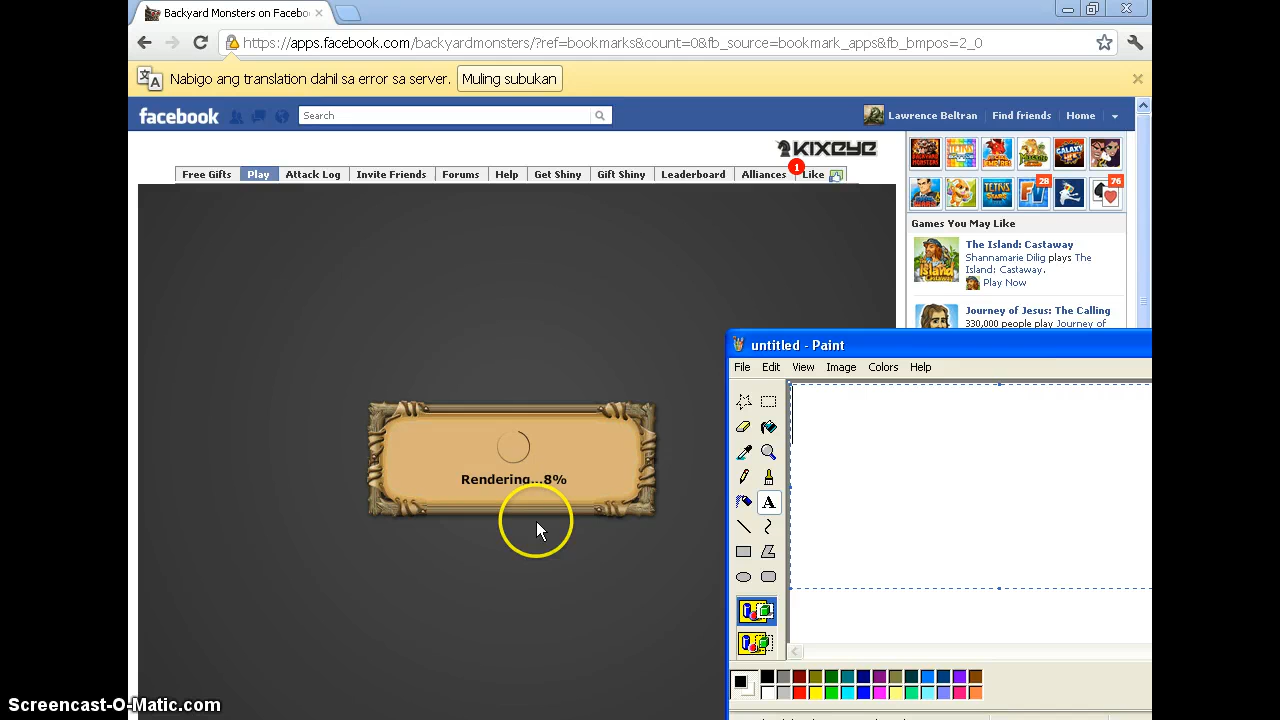 Backyard Monsters on Facebo
https://apps.facebook.com/backyardmonsters/?ref=bookmarks&count=0&fb_source=bookmark_apps&fb_bmpos=2_0
Nabigo ang translation dahil sa error sa server. Muling subukan
facebook Search Lawrence Beltran Find friends Home
KIXEYE
1
Free Gifts Play Attack Log Invite Friends Forums Help Get Shiny Gift Shiny Leaderboard Alliances Like
28 76
Games You May Like
The Island: Castaway
Shannamarie Dilig plays The
Island: Castaway.
Play Now
Journey of Jesus: The Calling
330,000 people play Journey of
untitled - Paint
File Edit View Image Colors Help
Rendering...8%
A
Screencast-O-Matic.com